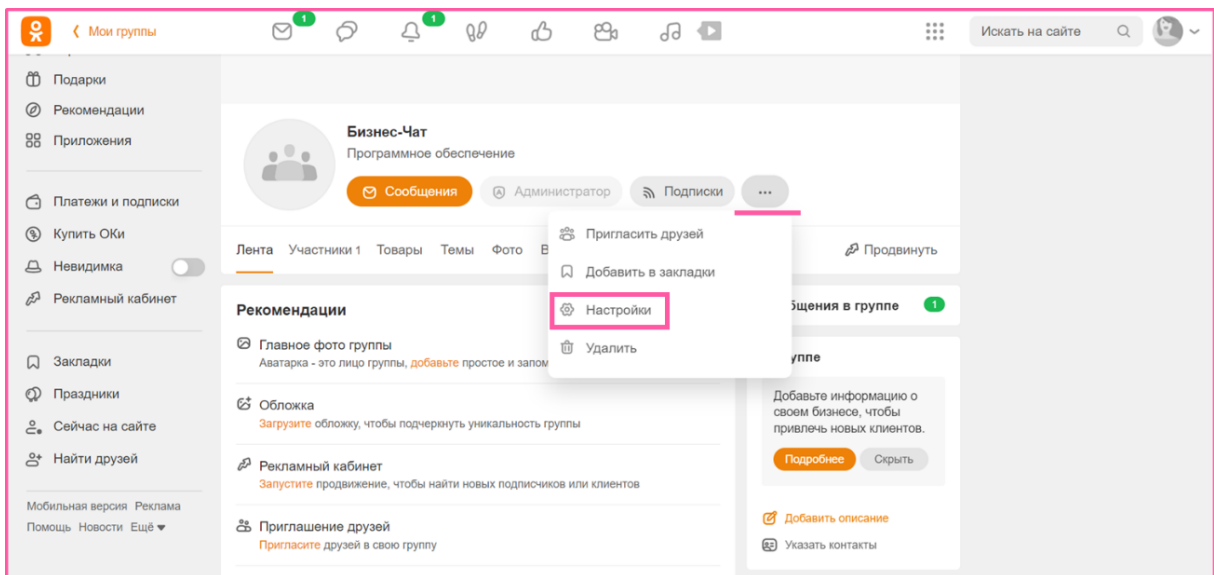 1
1
Мои группы
Искать на сайте
Подарки
Рекомендации
Приложения
Платежи и подписки
Купить ОКи
Невидимка
Рекламный кабинет
Закладки
Праздники
Сейчас на сайте
Найти друзей
Мобильная версия Реклама
Помощь Новости Ещё
Бизнес-Чат
Программное обеспечение
Сообщения
Администратор
Подписки
...
Лента Участники 1 Товары Темы Фото В
Продвинуть
Пригласить друзей
Добавить в закладки
Настройки
Удалить
Рекомендации
Главное фото группы
Аватарка - это лицо группы, добавьте простое и запом
Обложка
Загрузите обложку, чтобы подчеркнуть уникальность группы
Рекламный кабинет
Запустите продвижение, чтобы найти новых подписчиков или клиентов
Приглашение друзей
Пригласите друзей в свою группу
бщения в группе 1
уппе
Добавьте информацию о
своем бизнесе, чтобы
привлечь новых клиентов.
Подробнее Скрыть
Добавить описание
Указать контакты